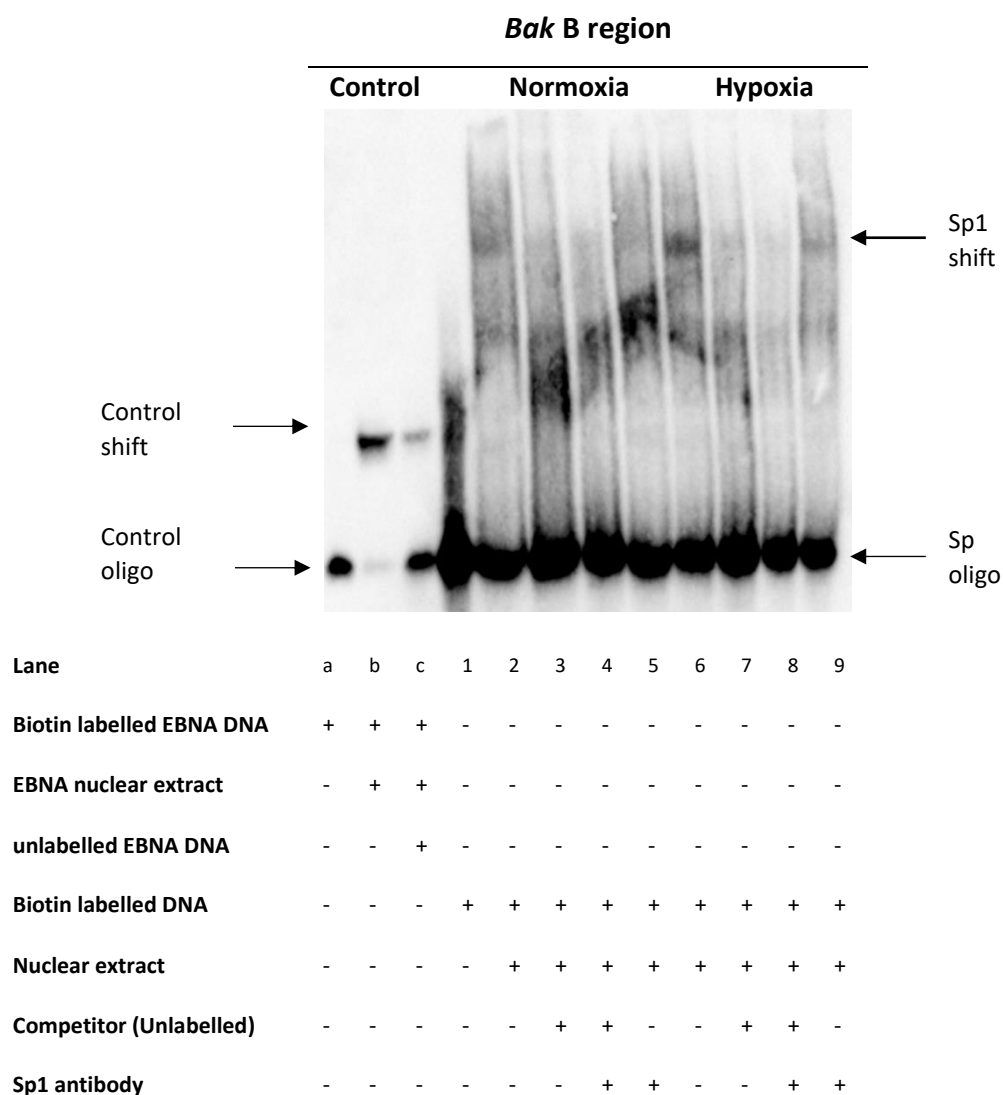 Bak B region
Control Normoxia Hypoxia
Sp1
shift
Control
shift
Control
oligo
Sp
oligo
Lane a b c 1 2 3 4 5 6 7 8 9
Biotin labelled EBNA DNA + + + - - - - - - - - -
EBNA nuclear extract - + + - - - - - - - - -
unlabelled EBNA DNA - - + - - - - - - - - -
Biotin labelled DNA - - - + + + + + + + + +
Nuclear extract - - - - + + + + + + + +
Competitor (Unlabelled) - - - - - + + - - + + -
Sp1 antibody - - - - - - + + - - + +